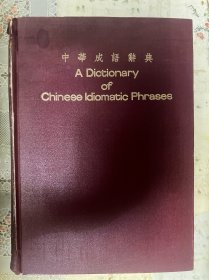 中華成語辭典
A Dictionary
of
Chinese Idiomatic Phrases